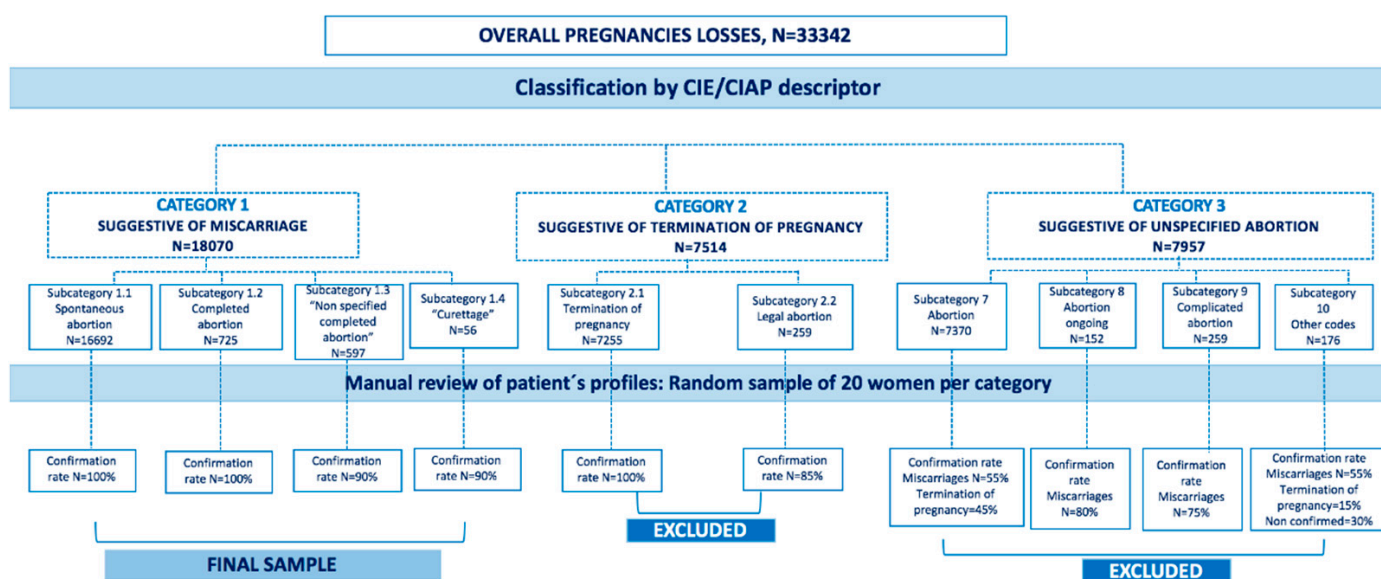 OVERALL PREGNANCIES LOSSES, N=33342
Classification by CIE/CIAP descriptor
CATEGORY 1
SUGGESTIVE OF MISCARRIAGE
N=18070
CATEGORY 2
SUGGESTIVE OF TERMINATION OF PREGNANCY
N=7514
CATEGORY 3
SUGGESTIVE OF UNSPECIFIED ABORTION
N=7957
Subcategory 1.1
Spontaneous
abortion
N=16692
Subcategory 1.2
Completed
abortion
N=725
Subcategory 1.3
“Non specified
completed
abortion”
N=597
Subcategory 1.4
“Curettage”
N=56
Subcategory 2.1
Termination of
pregnancy
N=7255
Subcategory 2.2
Legal abortion
N=259
Subcategory 7
Abortion
N=7370
Subcategory 8
Abortion
ongoing
N=152
Subcategory 9
Complicated
abortion
N=259
Subcategory
10
Other codes
N=176
Manual review of patient´s profiles: Random sample of 20 women per category
Confirmation
rate N=100%
Confirmation
rate N=100%
Confirmation
rate N=90%
Confirmation
rate N=90%
Confirmation
rate N=100%
Confirmation
rate N=85%
Confirmation rate
Miscarriages N=55%
Termination of
pregnancy=45%
Confirmation
rate
Miscarriages
N=80%
Confirmation
rate
Miscarriages
N=75%
Confirmation rate
Miscarriages N=55%
Termination of
pregnancy=15%
Non confirmed=30%
FINAL SAMPLE
EXCLUDED
EXCLUDED